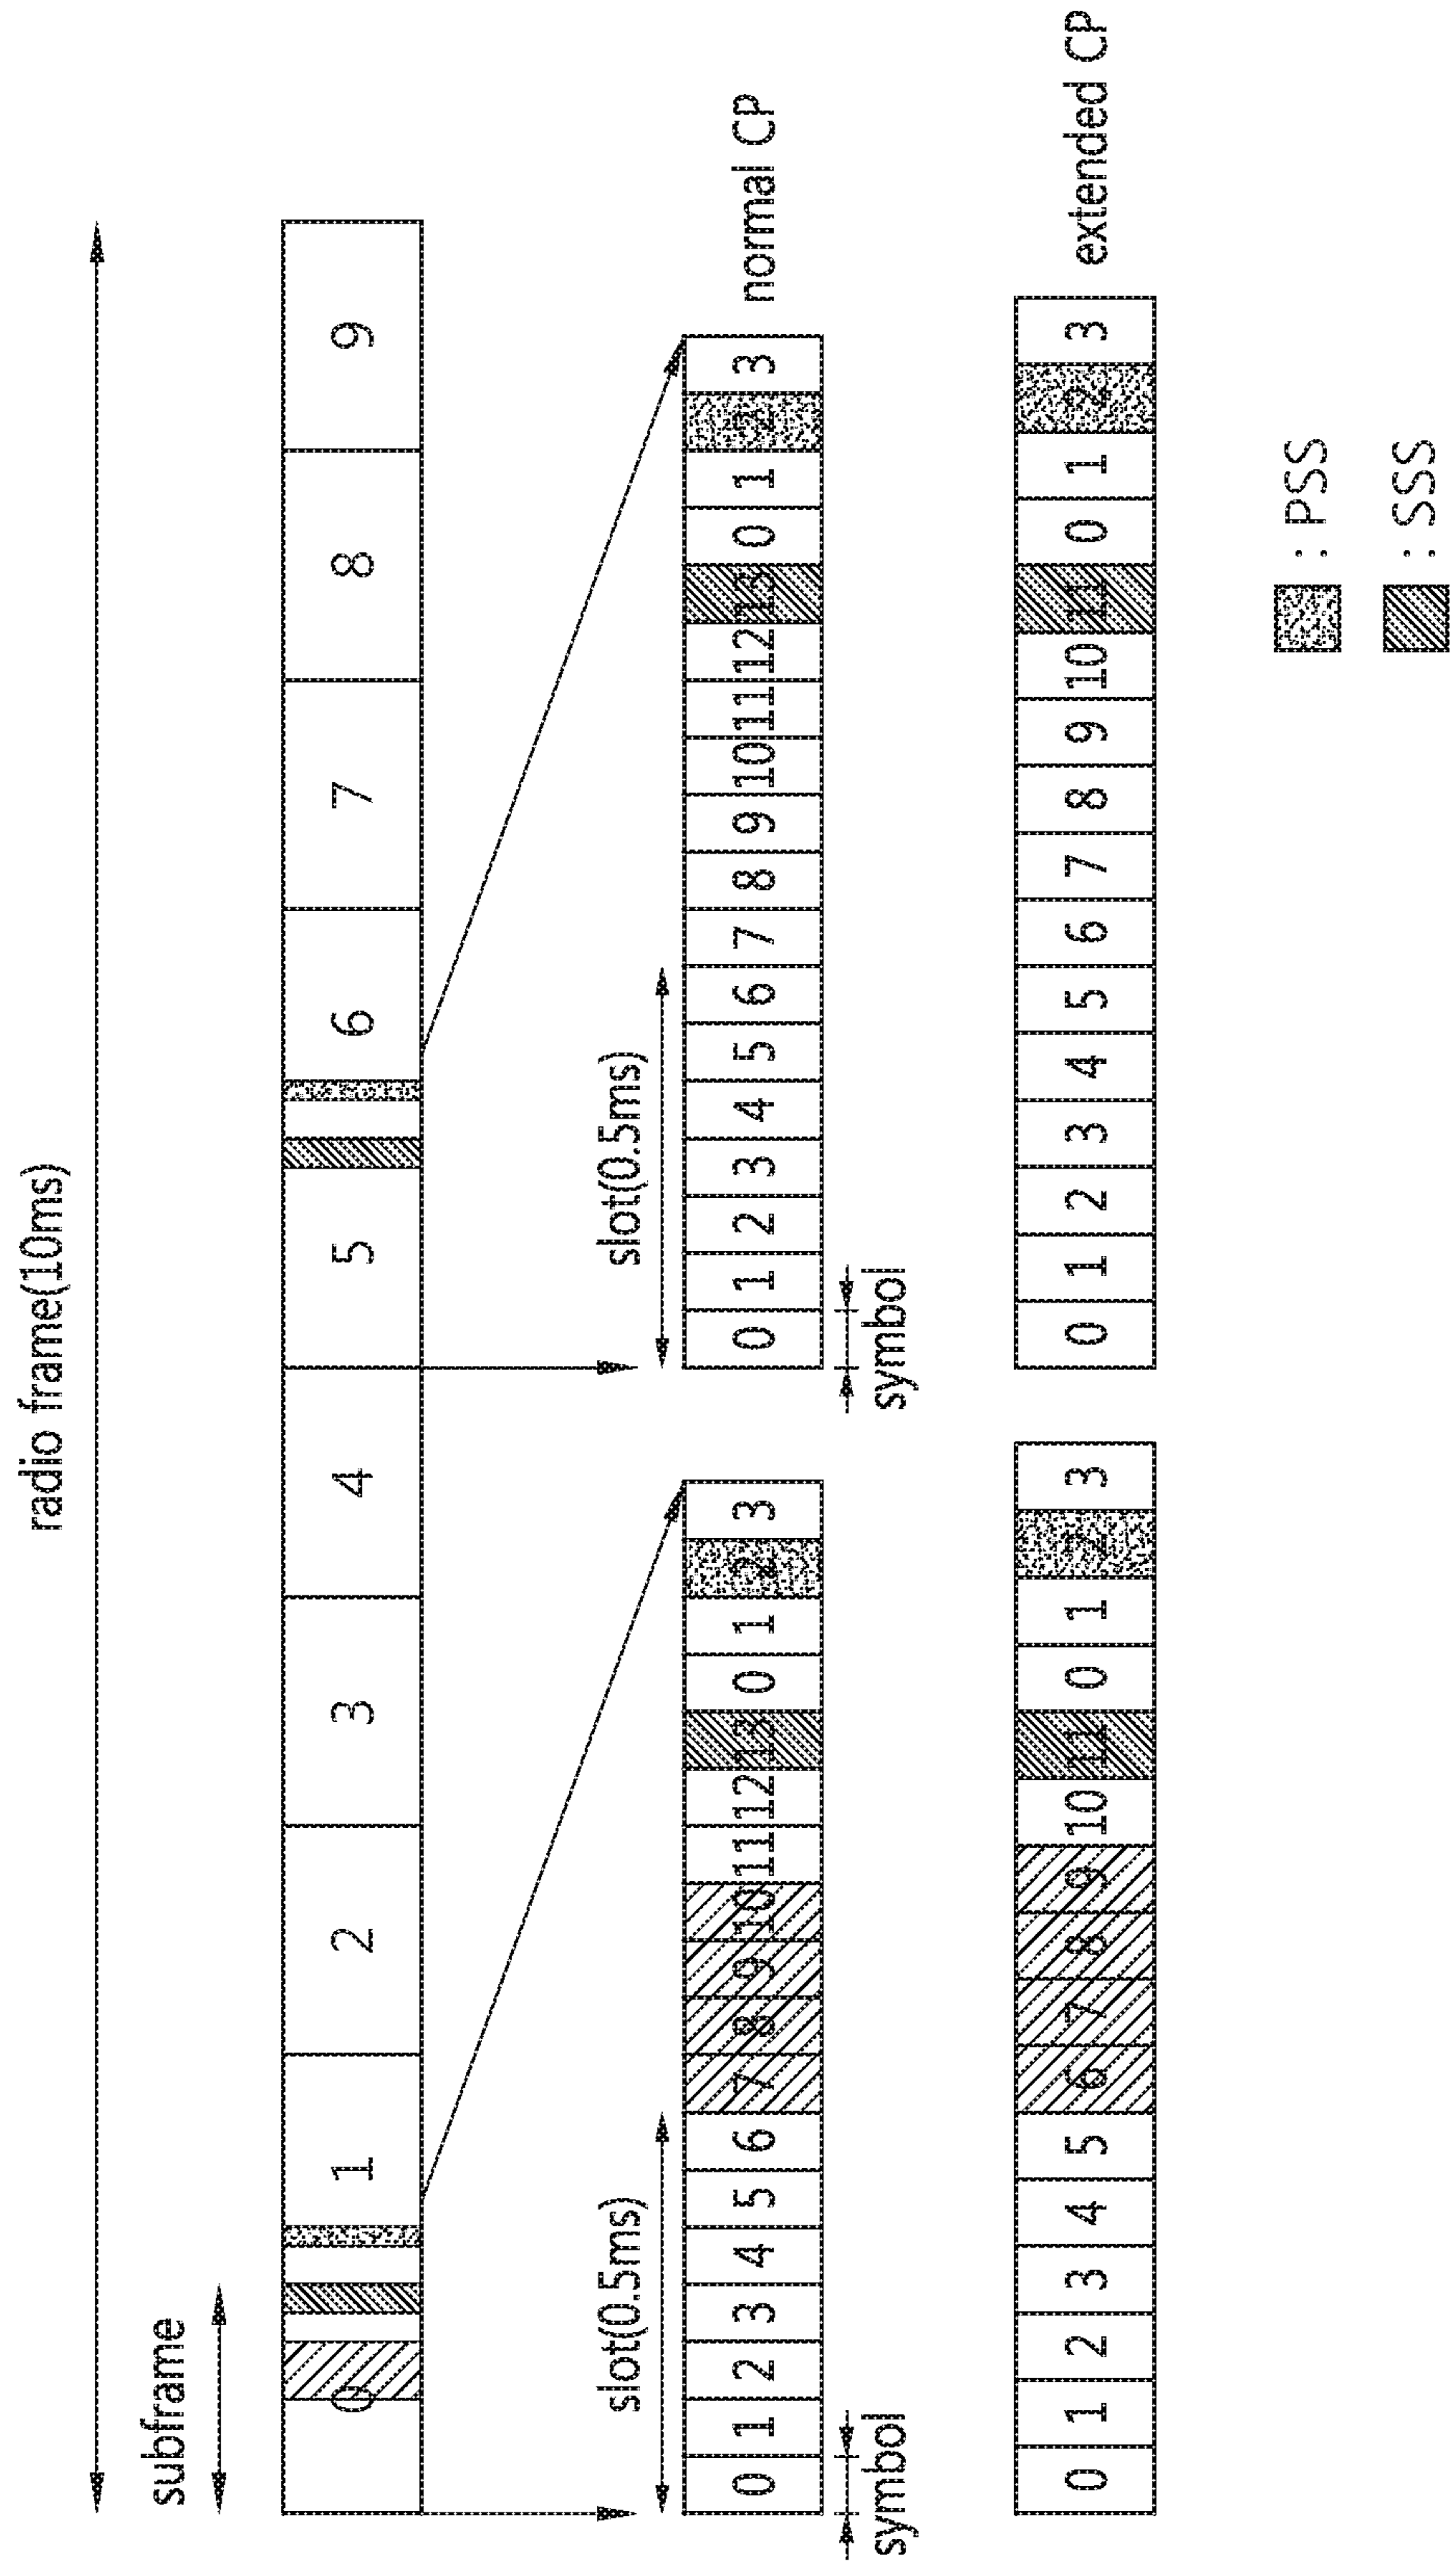 radio frame(10ms)
subframe
0 1 2 3 4 5 6 7 8 9
slot(0.5ms) slot(0.5ms)
0 1 2 3 4 5 6 7 8 9 10 11 12 13 0 1 2 3 0 1 2 3 4 5 6 7 8 9 10 11 12 13 0 1 2 3 normal CP
symbol symbol
0 1 2 3 4 5 6 7 8 9 10 11 0 1 2 3 0 1 2 3 4 5 6 7 8 9 10 11 0 1 2 3 extended CP
: PSS
: SSS